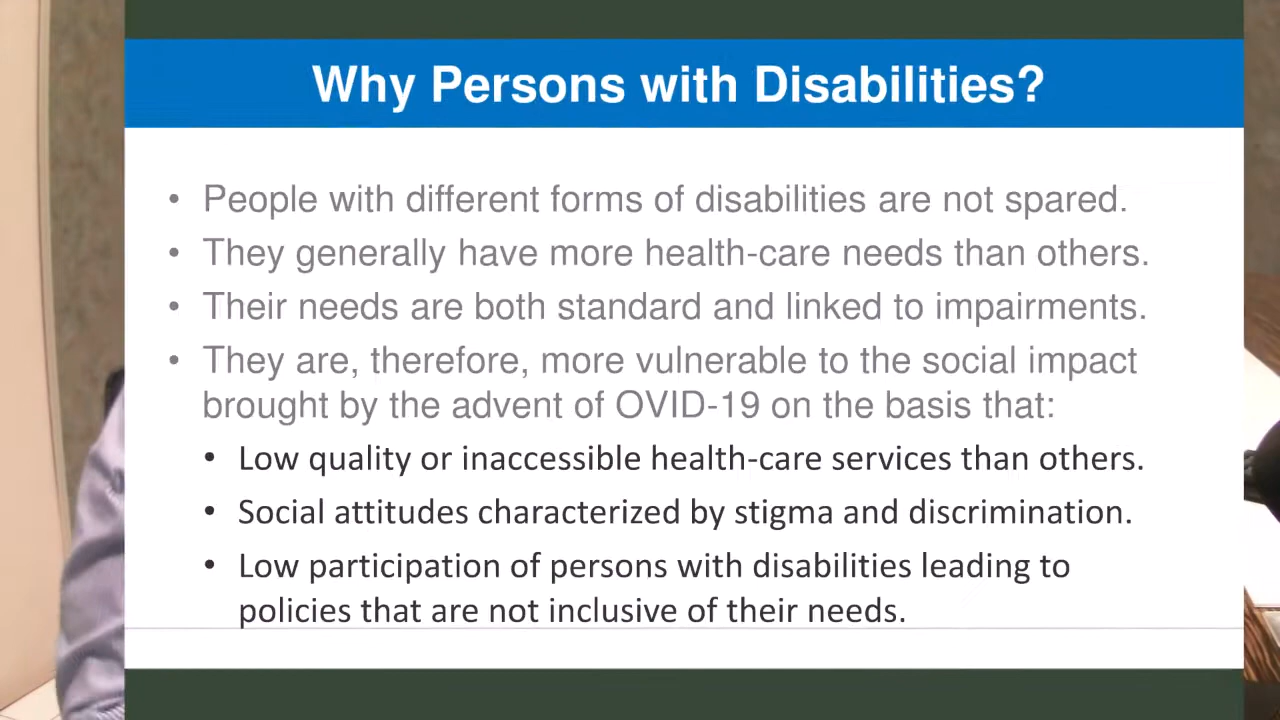 Why Persons with Disabilities?
• People with different forms of disabilities are not spared.
• They generally have more health-care needs than others.
• Their needs are both standard and linked to impairments.
• They are, therefore, more vulnerable to the social impact
brought by the advent of OVID-19 on the basis that:
• Low quality or inaccessible health-care services than others.
• Social attitudes characterized by stigma and discrimination.
• Low participation of persons with disabilities leading to
policies that are not inclusive of their needs.